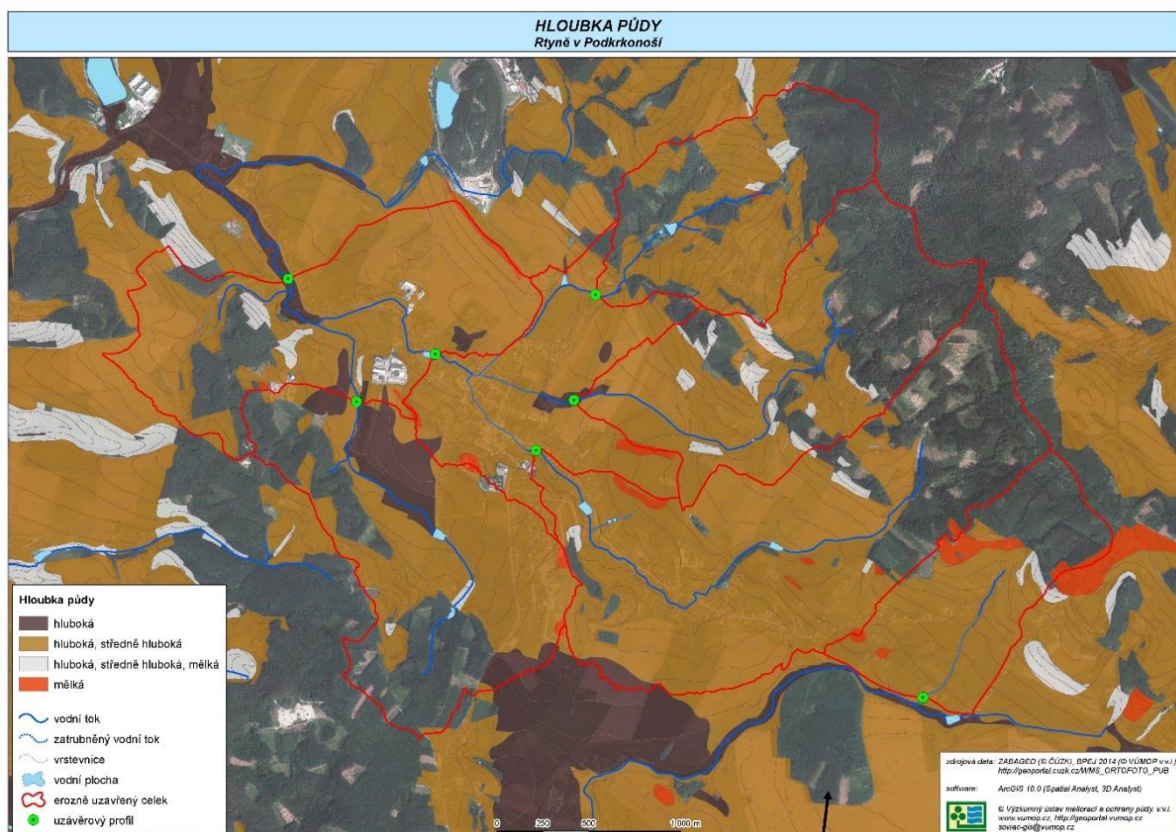 HLOUBKA PŮDY
Rtyně v Podkrkonoší
Hloubka půdy
hluboká
hluboká, středně hluboká
hluboká, středně hluboká, mělká
mělká
vodní tok
zatrubněný vodní tok
vrstevnice
vodní plocha
erozně uzavřený celek
uzávěrový profil
0 250 500 1 000 m
zdrojová data: ZABAGED (© ČÚZK), BPEJ 2014 (© VÚMOP v.v.i.)
http://geoportal.cuzk.cz/WMS_ORTOFOTO_PUB
software: ArcGIS 10.0 (Spatial Analyst, 3D Analyst)
© Výzkumný ústav meliorací a ochrany půdy, v.v.i.
www.vumop.cz, http://geoportal.vumop.cz
sowac-gis@vumop.cz